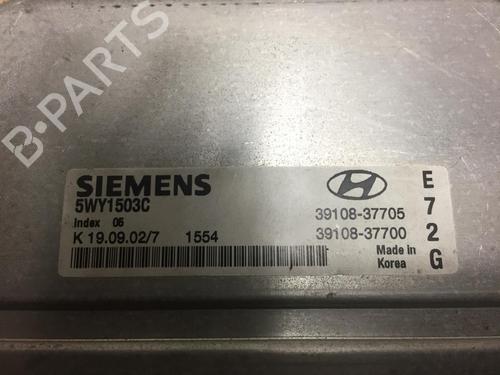 B-PARTS
SIEMENS
5WY1503C
Index 05
K 19.09.02/7 1554
39108-37705
39108-37700
Made in
Korea
E
7
2
G